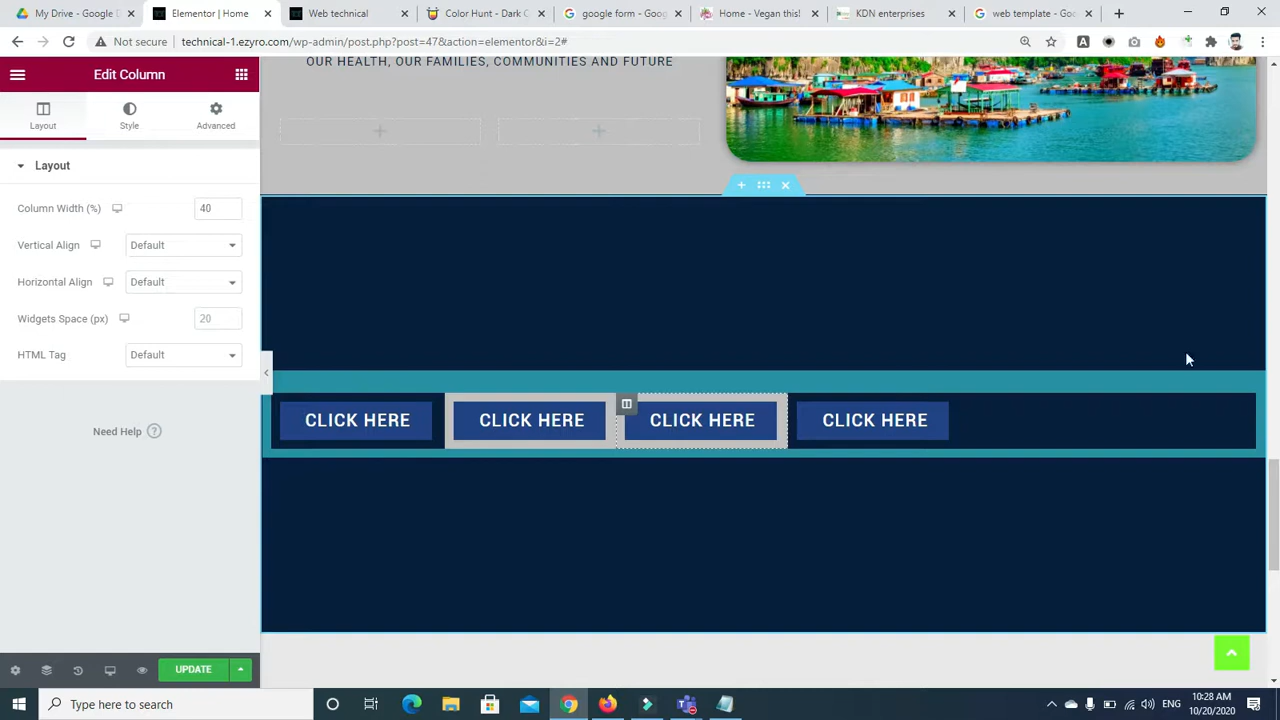 My Drive - Google D
Elementor | Home
Web technical
Color Hunt - Dark C
google form - Goog
Home - Vegan this!
KDN enterprises
web template - Goo
Not secure | technical-1.ezyro.com/wp-admin/post.php?post=47&action=elementor&i=2#
Edit Column
OUR HEALTH, OUR FAMILIES, COMMUNITIES AND FUTURE
Layout
Style
Advanced
Layout
Column Width (%)
40
Vertical Align
Default
Horizontal Align
Default
Widgets Space (px)
20
HTML Tag
Default
Need Help
CLICK HERE
CLICK HERE
CLICK HERE
CLICK HERE
UPDATE
Type here to search
ENG
10:28 AM
10/20/2020